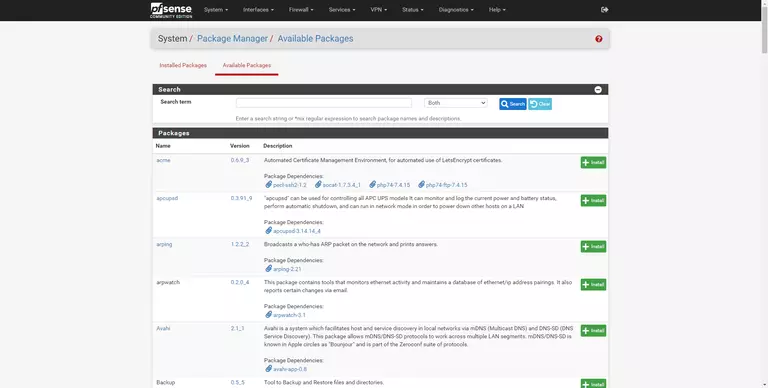 pfsense
COMMUNITY EDITION
System Interfaces Firewall Services VPN Status Diagnostics Help
System / Package Manager / Available Packages
Installed Packages Available Packages
Search
Search term Both Search Clear
Enter a search string or *nix regular expression to search package names and descriptions.
Packages
Name Version Description
acme 0.6.9_3 Automated Certificate Management Environment, for automated use of LetsEncrypt certificates.
Package Dependencies:
pecl-ssh2-1.2 socat-1.7.3.4_1 php74-7.4.15 php74-ftp-7.4.15
Install
apcupsd 0.3.91_9 "apcupsd" can be used for controlling all APC UPS models It can monitor and log the current power and battery status,
perform automatic shutdown, and can run in network mode in order to power down other hosts on a LAN
Package Dependencies:
apcupsd-3.14.14_4
Install
arping 1.2.2_2 Broadcasts a who-has ARP packet on the network and prints answers.
Package Dependencies:
arping-2.21
Install
arpwatch 0.2.0_4 This package contains tools that monitors ethernet activity and maintains a database of ethernet/ip address pairings. It also
reports certain changes via email.
Package Dependencies:
arpwatch-3.1
Install
Avahi 2.1_1 Avahi is a system which facilitates host and service discovery in local networks via mDNS (Multicast DNS) and DNS-SD (DNS
Service Discovery). This package allows mDNS/DNS-SD protocols to work across multiple LAN segments. mDNS/DNS-SD is
known in Apple circles as "Bounjour" and is part of the Zeroconf suite of protocols.
Package Dependencies:
avahi-app-0.8
Install
Backup 0.5_5 Tool to Backup and Restore files and directories.
Install